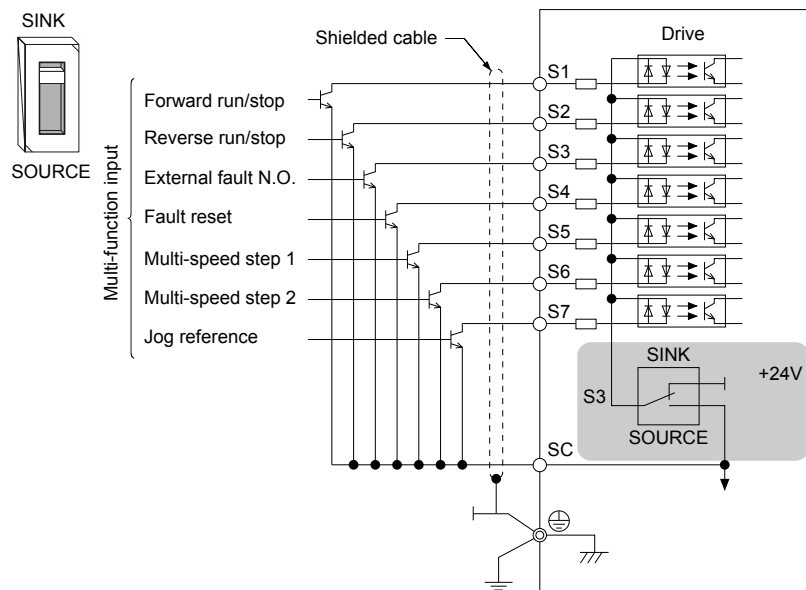 SINK
SOURCE
Shielded cable
Drive
Multi-function input
Forward run/stop
Reverse run/stop
External fault N.O.
Fault reset
Multi-speed step 1
Multi-speed step 2
Jog reference
S1
S2
S3
S4
S5
S6
S7
SINK
+24V
S3
SOURCE
SC